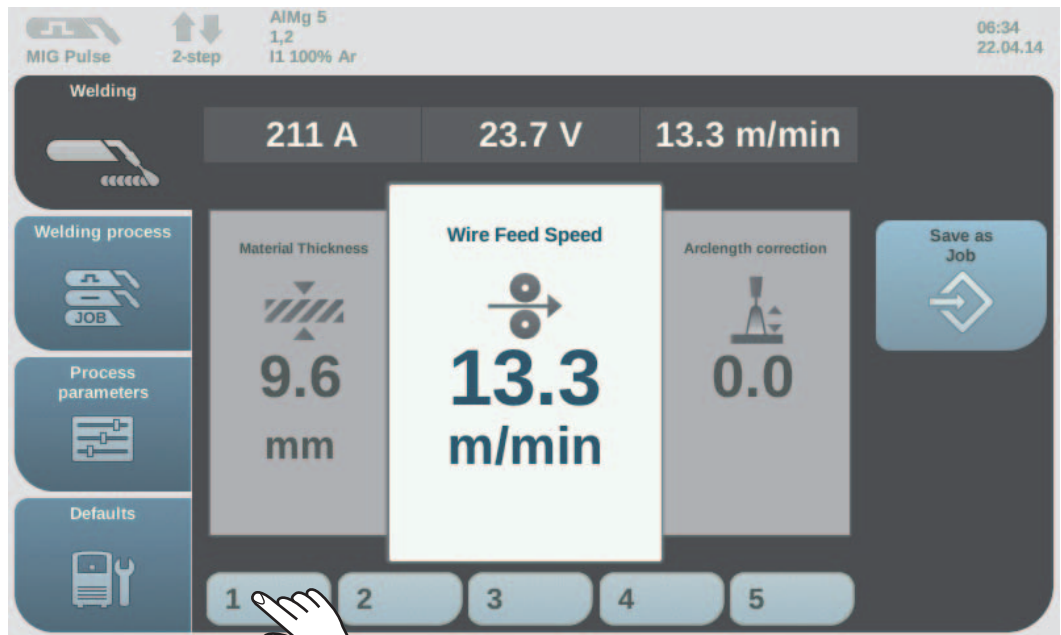 MIG Pulse
2-step
AlMg 5
1,2
I1 100% Ar
06:34
22.04.14
Welding
211 A
23.7 V
13.3 m/min
Welding process
JOB
Process
parameters
Defaults
Material Thickness
9.6
mm
Wire Feed Speed
13.3
m/min
Arclength correction
0.0
Save as
Job
1
2
3
4
5